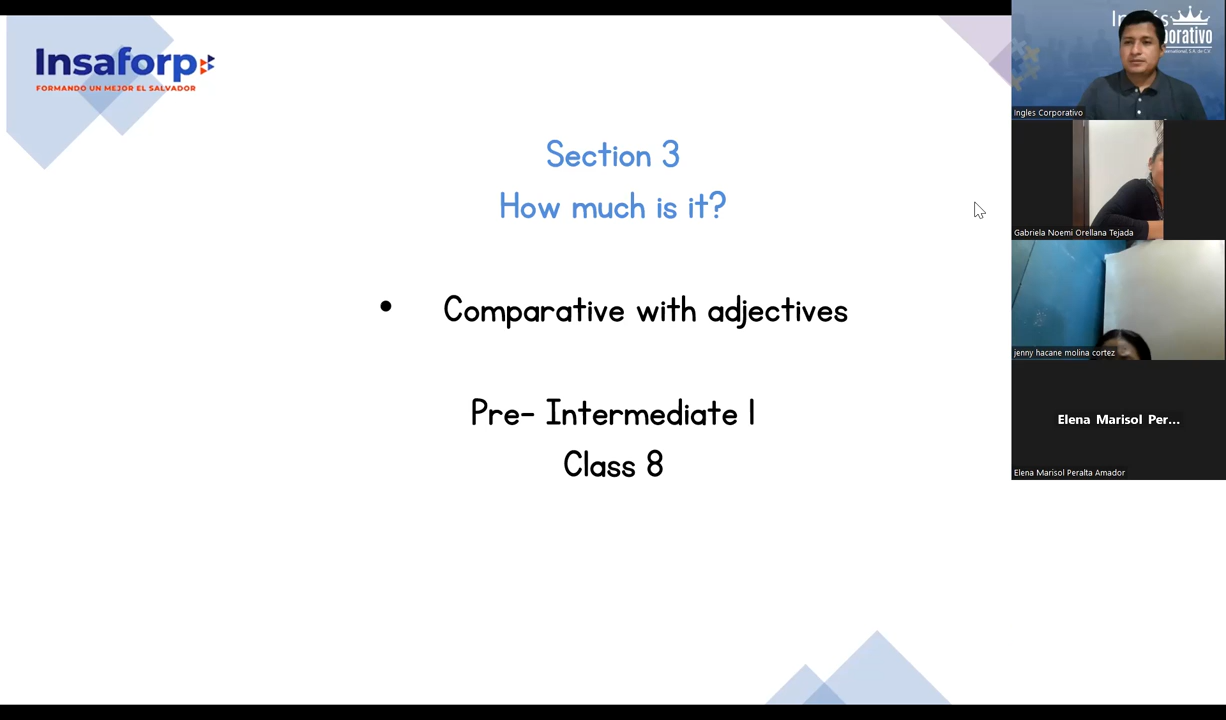 Insaforp
FORMANDO UN MEJOR EL SALVADOR
Section 3
How much is it?
• Comparative with adjectives
Pre- Intermediate 1
Class 8
Ingles Corporativo
Gabriela Noemi Orellana Tejada
jenny hacane molina cortez
Elena Marisol Per...
Elena Marisol Peralta Amador